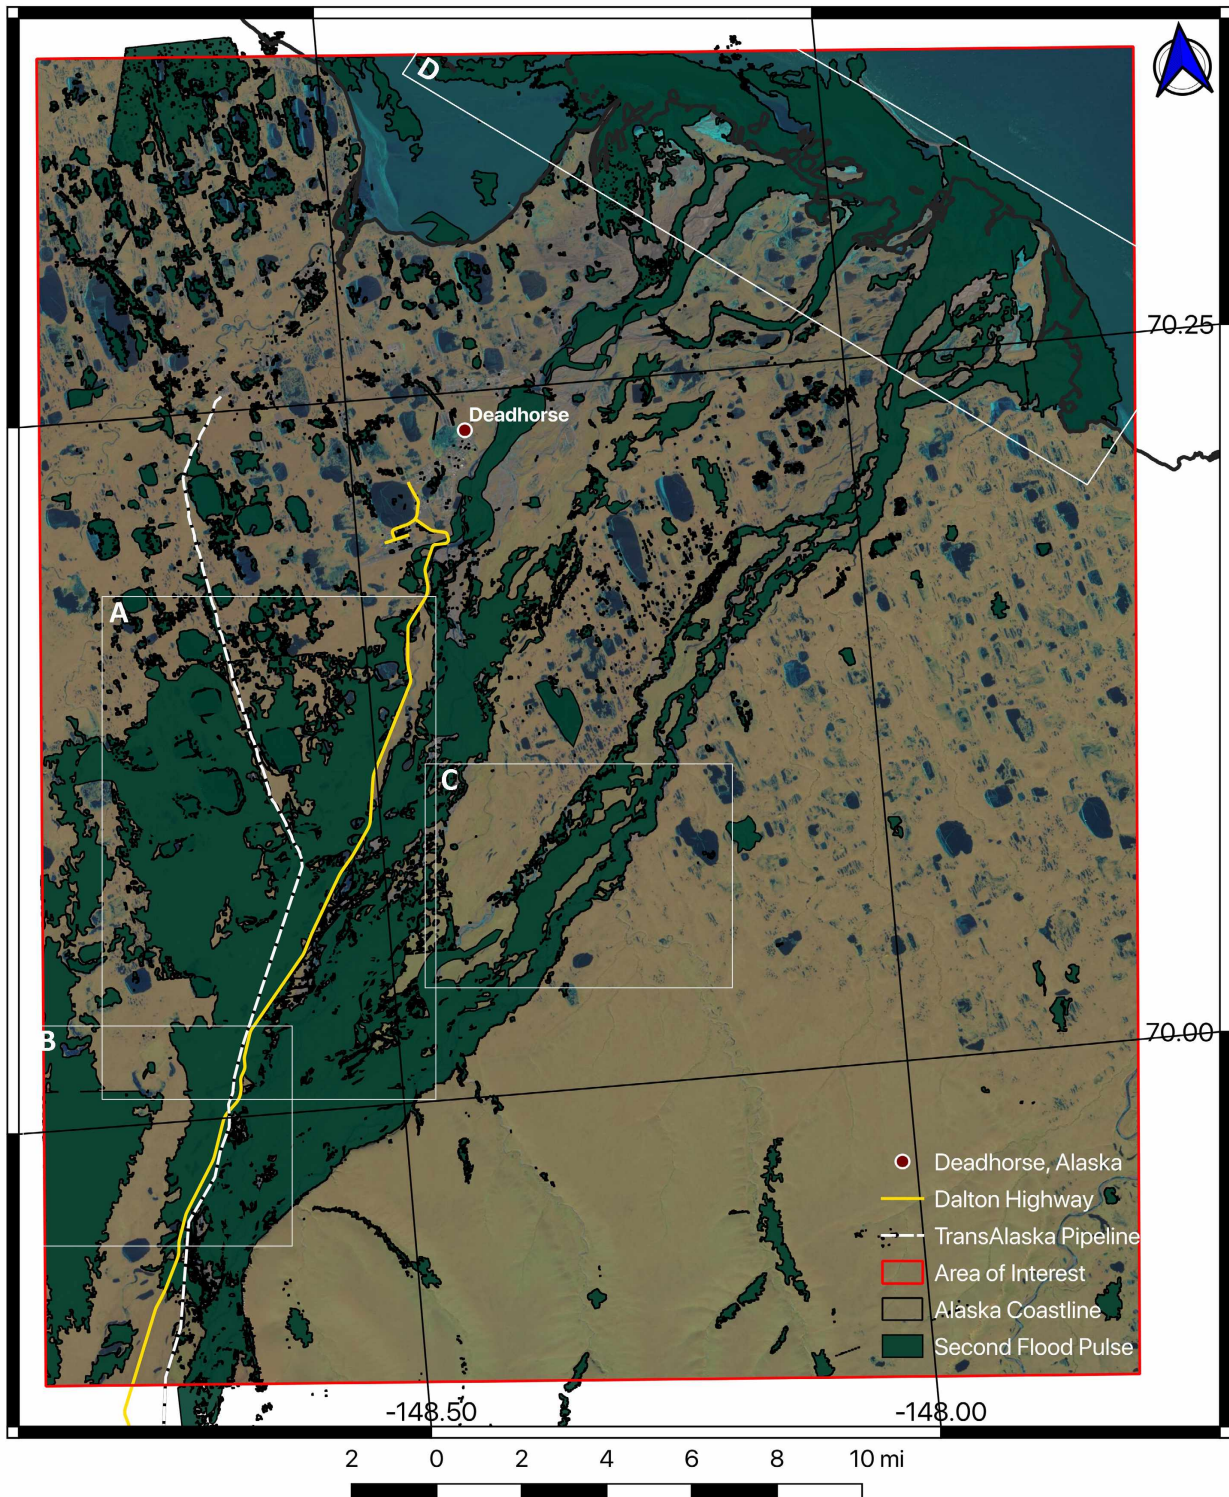 D
70.25
Deadhorse
A
C
B
70.00
Deadhorse, Alaska
Dalton Highway
TransAlaska Pipeline
Area of Interest
Alaska Coastline
Second Flood Pulse
-148.50
-148.00
2 0 2 4 6 8 10 mi